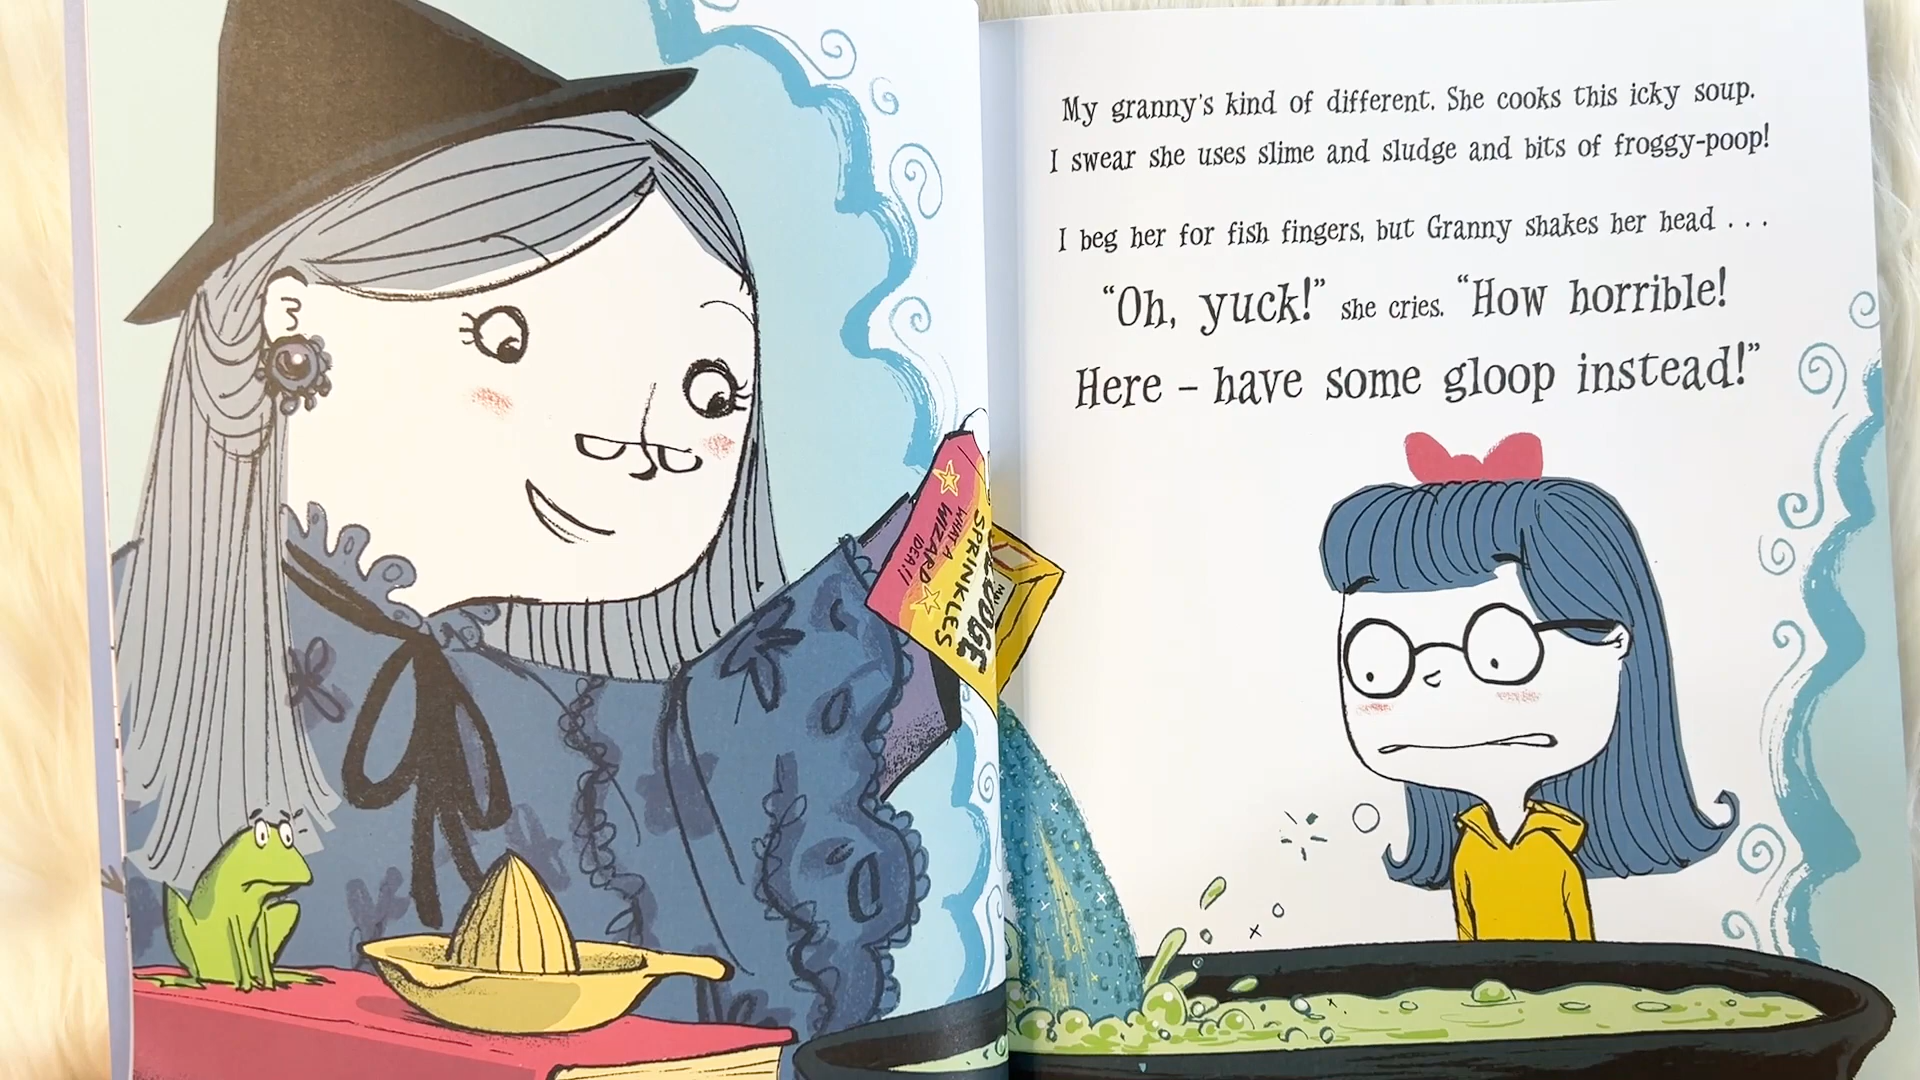 My granny's kind of different. She cooks this icky soup.
I swear she uses slime and sludge and bits of froggy-poop!
I beg her for fish fingers, but Granny shakes her head . . .
“Oh, yuck!” she cries. “How horrible!
Here – have some gloop instead!”
SLUDGE
SPRINKLES
WHAT A
WIZARD
IDEA!!